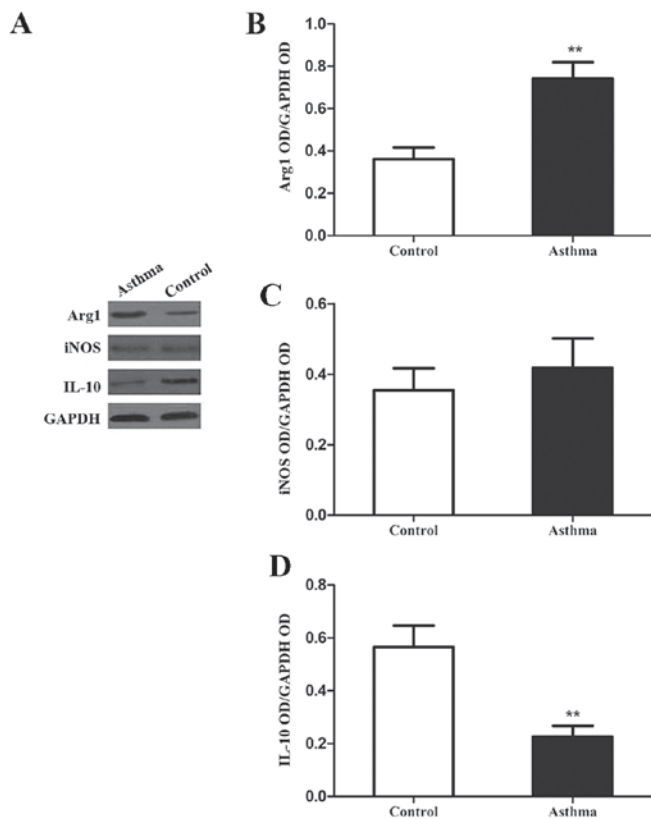 A
Asthma
Control
Arg1
iNOS
IL-10
GAPDH
B
Arg1 OD/GAPDH OD
1.0
0.8
0.6
0.4
0.2
0.0
**
Control
Asthma
C
iNOS OD/GAPDH OD
0.6
0.4
0.2
0.0
Control
Asthma
D
IL-10 OD/GAPDH OD
0.8
0.6
0.4
0.2
0.0
**
Control
Asthma